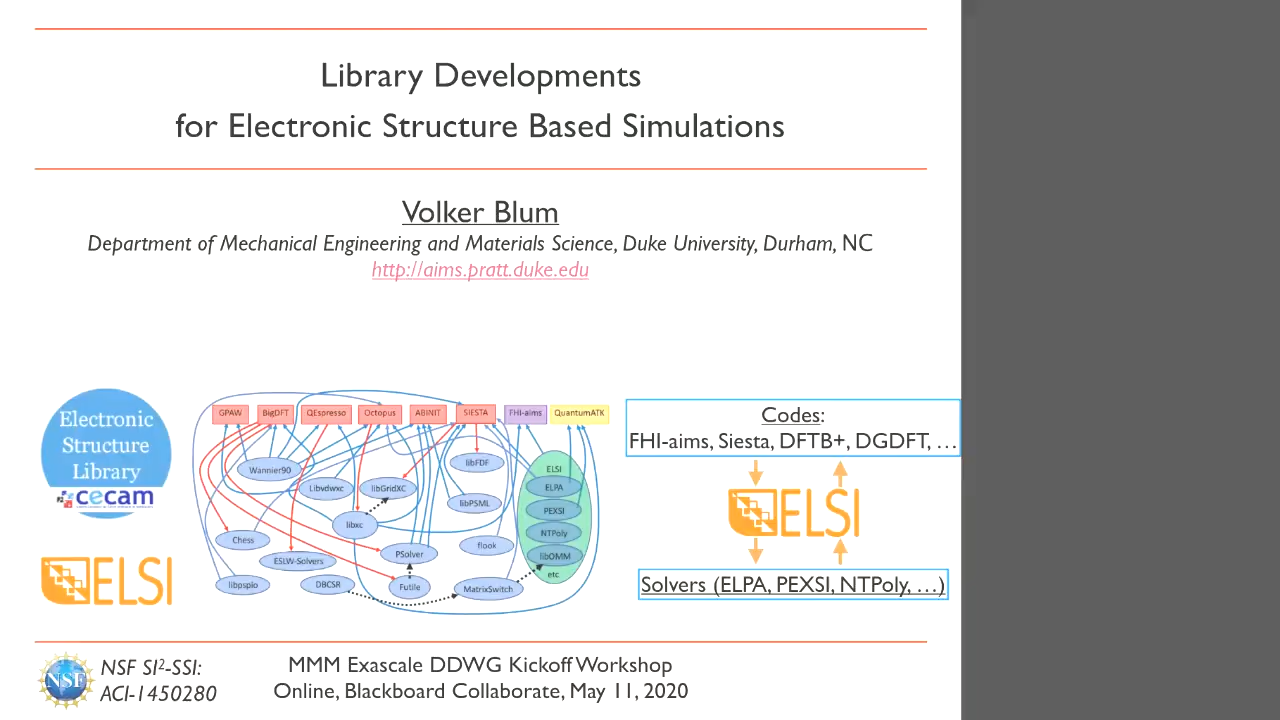 Library Developments
for Electronic Structure Based Simulations
Volker Blum
Department of Mechanical Engineering and Materials Science, Duke University, Durham, NC
http://aims.pratt.duke.edu
Electronic
Structure
Library
cecam
ELSI
GPAW
BigDFT
QEspresso
Octopus
ABINIT
SIESTA
FHI-aims
QuantumATK
Wannier90
Libvdwxc
libGridXC
libFDF
libPSML
libxc
Chess
ESLW-Solvers
PSolver
flook
libpspio
DBCSR
Futile
MatrixSwitch
ELSI
ELPA
PEXSI
NTPoly
libOMM
etc
Codes:
FHI-aims, Siesta, DFTB+, DGDFT, …
ELSI
Solvers (ELPA, PEXSI, NTPoly, …)
NSF
NSF SI²-SSI:
ACI-1450280
MMM Exascale DDWG Kickoff Workshop
Online, Blackboard Collaborate, May 11, 2020